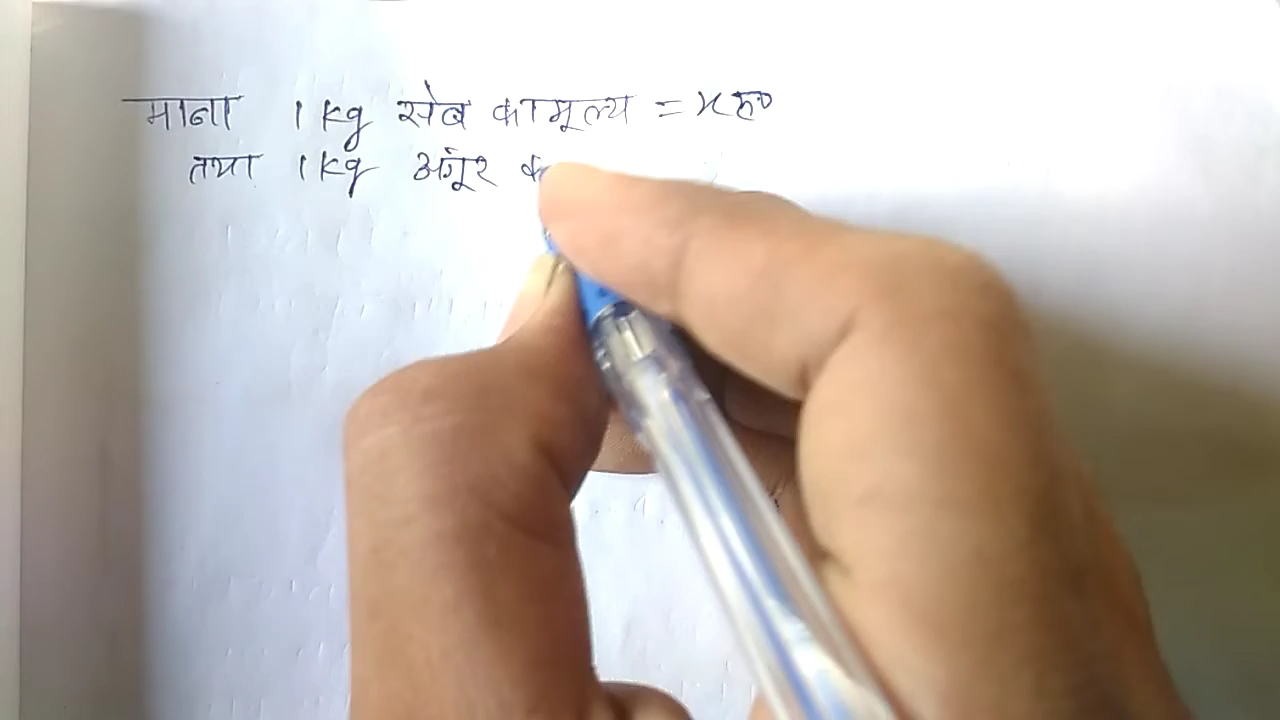 माना 1 kg सेब का मूल्य = x रु०
तथा 1 kg अंगूर क